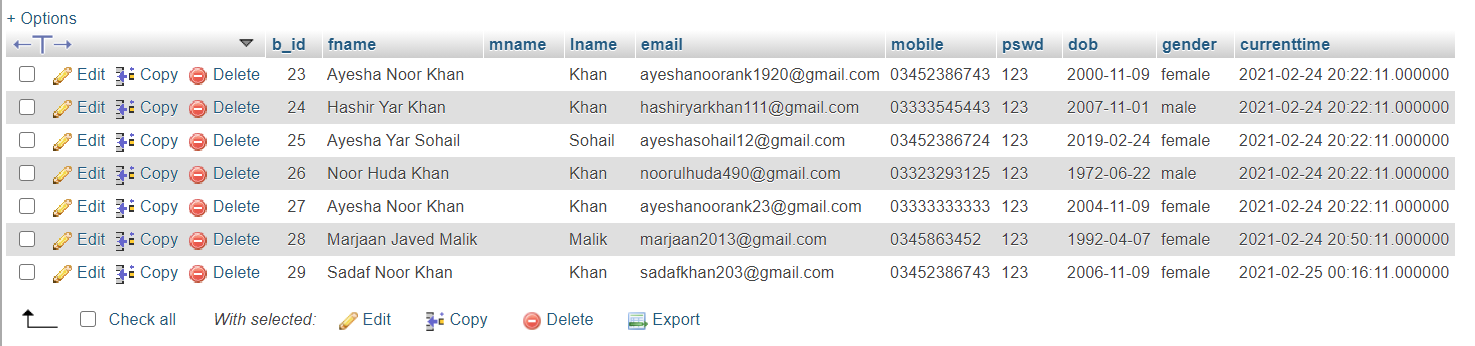 + Options
b_id fname mname lname email mobile pswd dob gender currenttime
Edit Copy Delete 23 Ayesha Noor Khan Khan ayeshanoorank1920@gmail.com 03452386743 123 2000-11-09 female 2021-02-24 20:22:11.000000
Edit Copy Delete 24 Hashir Yar Khan Khan hashiryarkhan111@gmail.com 03333545443 123 2007-11-01 male 2021-02-24 20:22:11.000000
Edit Copy Delete 25 Ayesha Yar Sohail Sohail ayeshasohail12@gmail.com 03452386724 123 2019-02-24 female 2021-02-24 20:22:11.000000
Edit Copy Delete 26 Noor Huda Khan Khan noorulhuda490@gmail.com 03323293125 123 1972-06-22 male 2021-02-24 20:22:11.000000
Edit Copy Delete 27 Ayesha Noor Khan Khan ayeshanoorank23@gmail.com 03333333333 123 2004-11-09 female 2021-02-24 20:22:11.000000
Edit Copy Delete 28 Marjaan Javed Malik Malik marjaan2013@gmail.com 0345863452 123 1992-04-07 female 2021-02-24 20:50:11.000000
Edit Copy Delete 29 Sadaf Noor Khan Khan sadafkhan203@gmail.com 03452386743 123 2006-11-09 female 2021-02-25 00:16:11.000000
Check all With selected: Edit Copy Delete Export